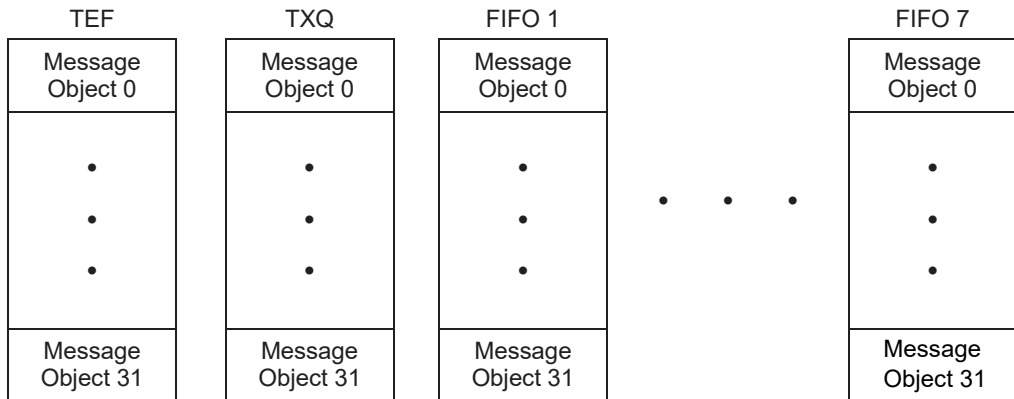 TEF
TXQ
FIFO 1
FIFO 7
Message
Object 0
Message
Object 0
Message
Object 0
Message
Object 0
Message
Object 31
Message
Object 31
Message
Object 31
Message
Object 31